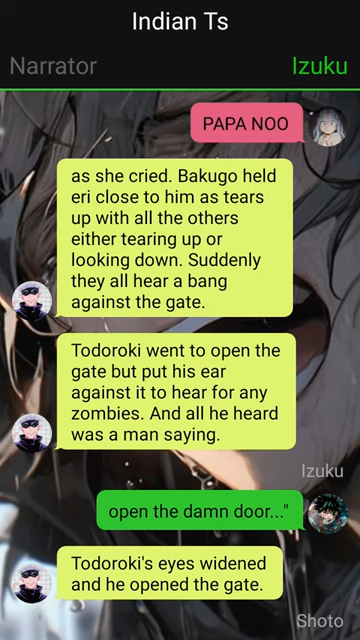 Indian Ts
Narrator
Izuku
PAPA NOO
as she cried. Bakugo held
eri close to him as tears
up with all the others
either tearing up or
looking down. Suddenly
they all hear a bang
against the gate.
Todoroki went to open the
gate but put his ear
against it to hear for any
zombies. And all he heard
was a man saying.
Izuku
open the damn door..."
Todoroki's eyes widened
and he opened the gate.
Shoto